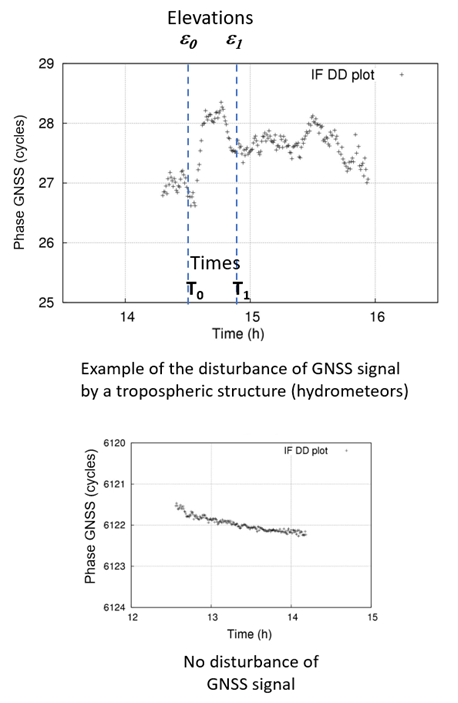 Elevations
ε0 ε1
29
28
27
26
25
IF DD plot
Phase GNSS (cycles)
Times
T0 T1
14 15 16
Time (h)
Example of the disturbance of GNSS signal
by a tropospheric structure (hydrometeors)
6120
6121
6122
6123
6124
IF DD plot
Phase GNSS (cycles)
12 13 14 15
Time (h)
No disturbance of
GNSS signal